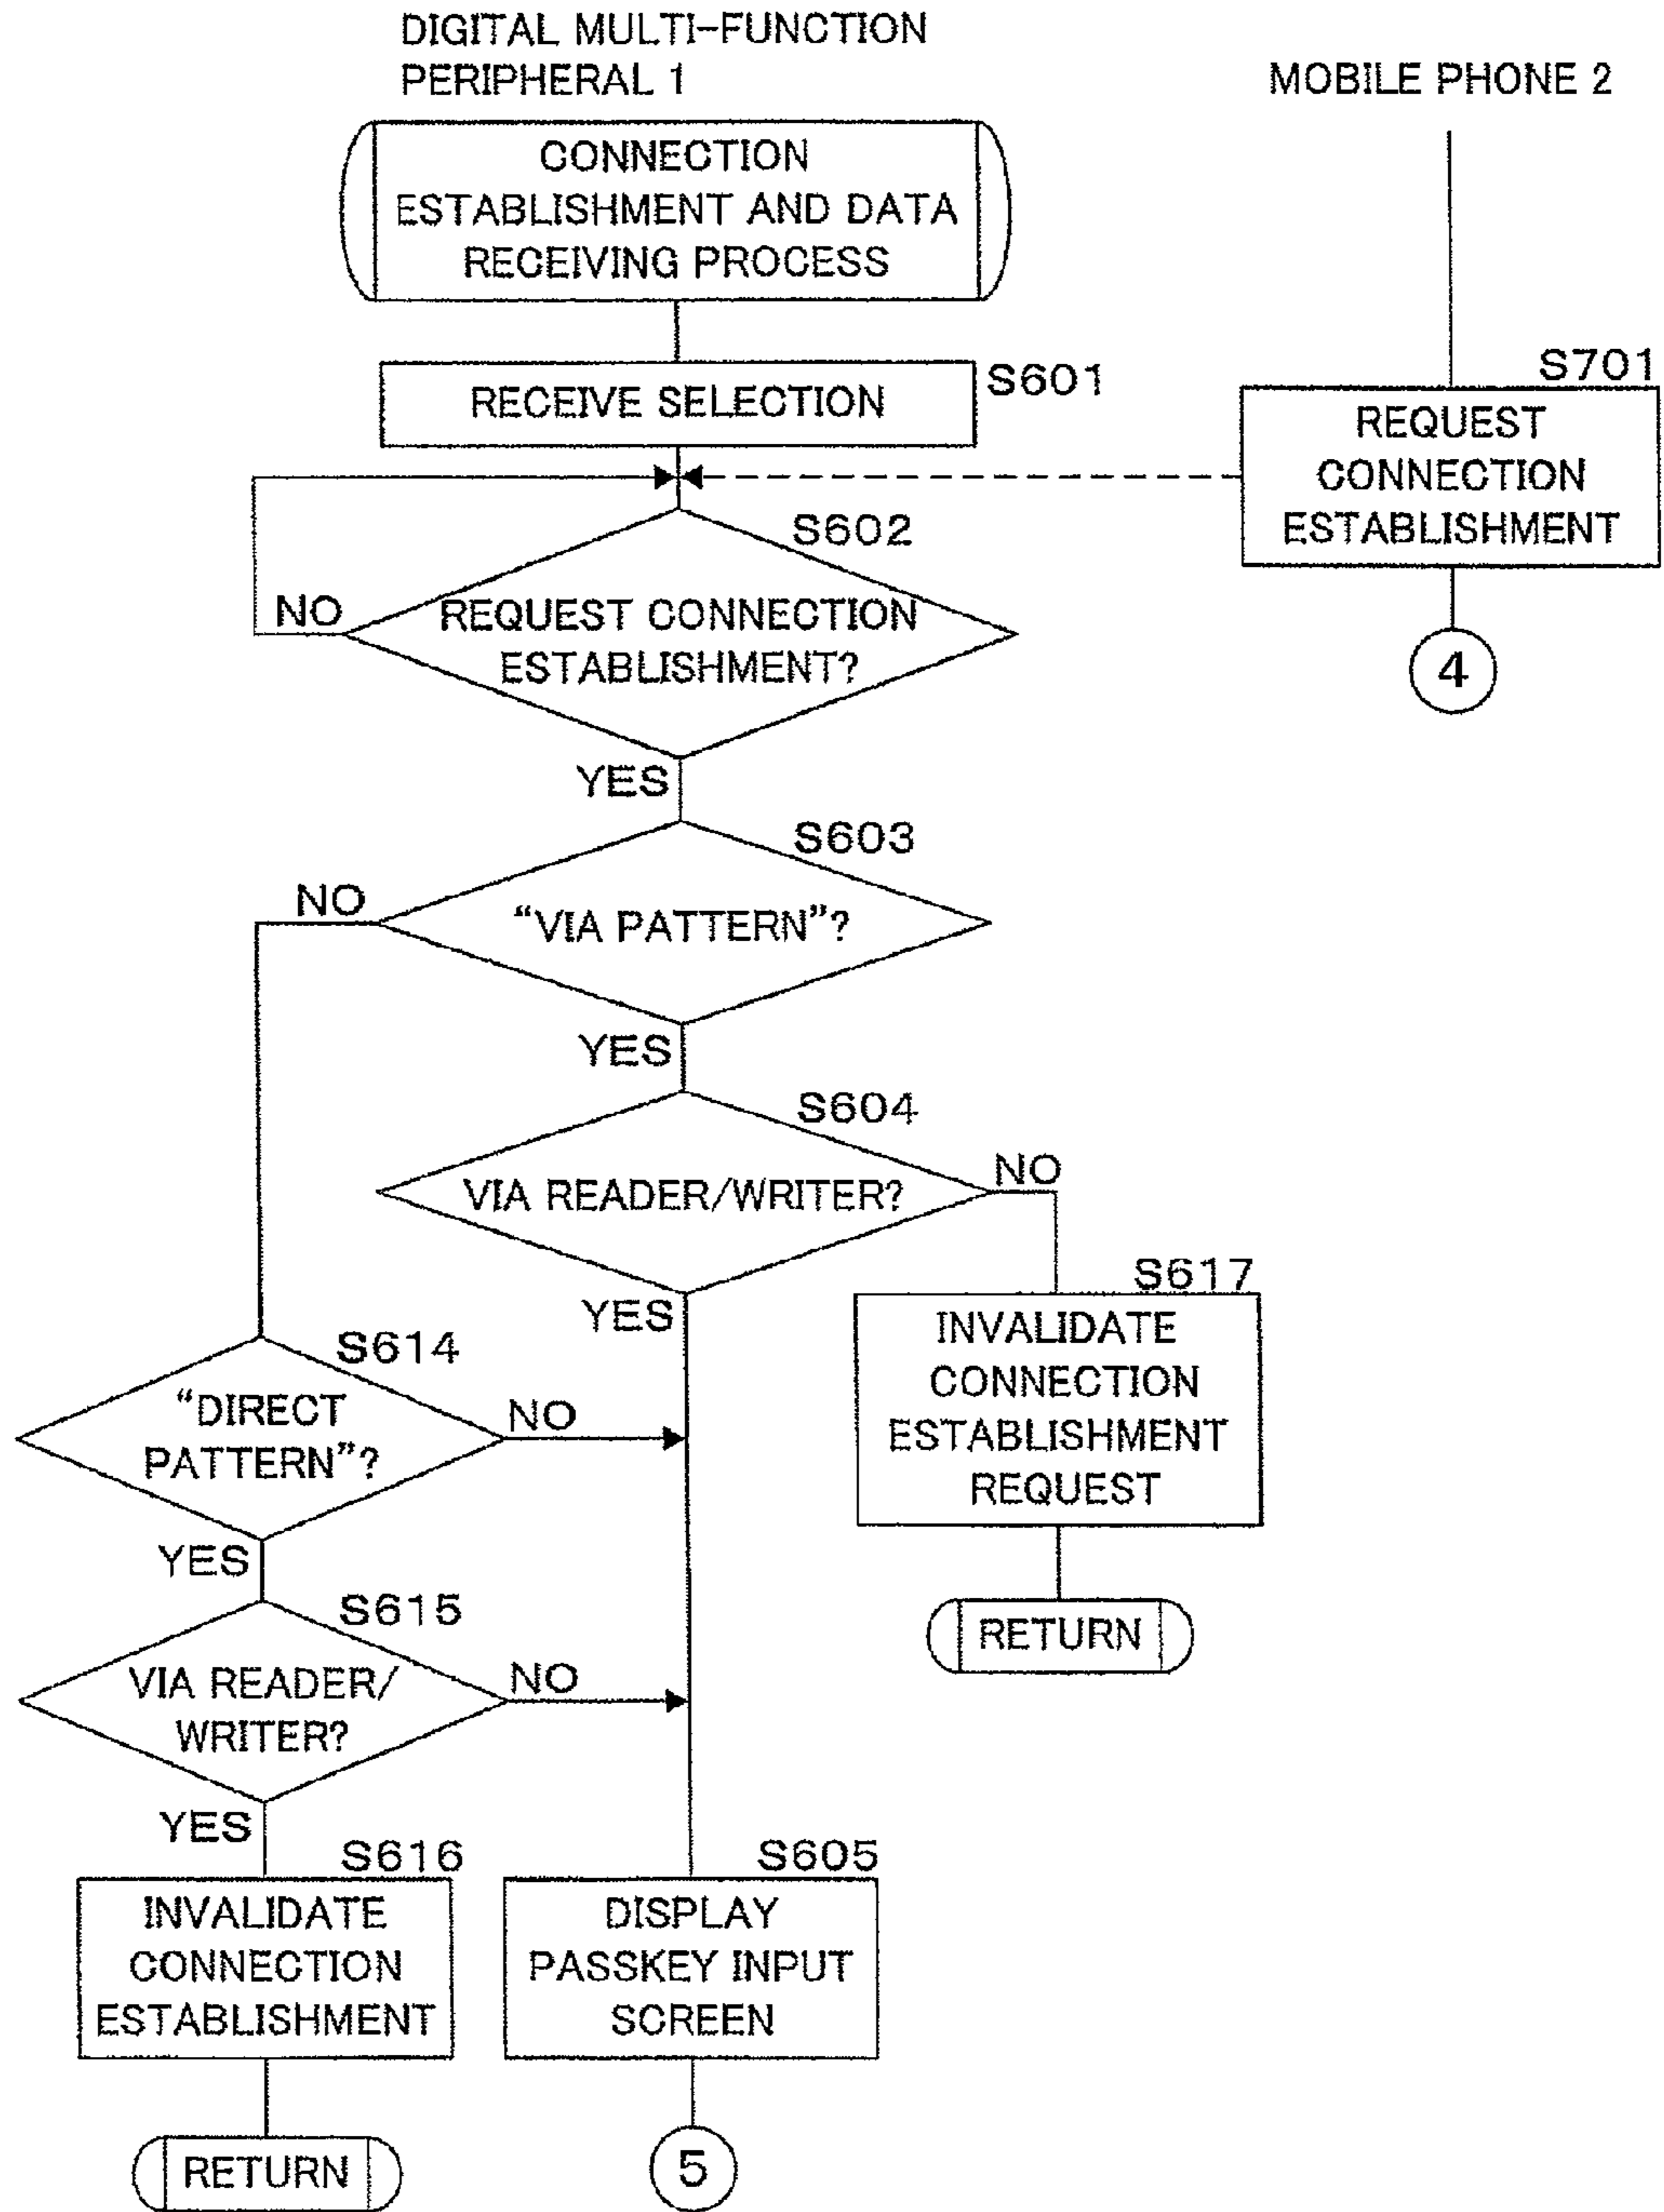 DIGITAL MULTI-FUNCTION
PERIPHERAL 1
MOBILE PHONE 2
CONNECTION
ESTABLISHMENT AND DATA
RECEIVING PROCESS
S601
RECEIVE SELECTION
S701
REQUEST
CONNECTION
ESTABLISHMENT
S602
NO
REQUEST CONNECTION
ESTABLISHMENT?
4
YES
S603
NO
“VIA PATTERN”?
YES
S604
VIA READER/WRITER?
NO
YES
S617
INVALIDATE
CONNECTION
ESTABLISHMENT
REQUEST
RETURN
S614
“DIRECT
PATTERN”?
NO
YES
S615
VIA READER/
WRITER?
NO
YES
S616
INVALIDATE
CONNECTION
ESTABLISHMENT
RETURN
S605
DISPLAY
PASSKEY INPUT
SCREEN
5